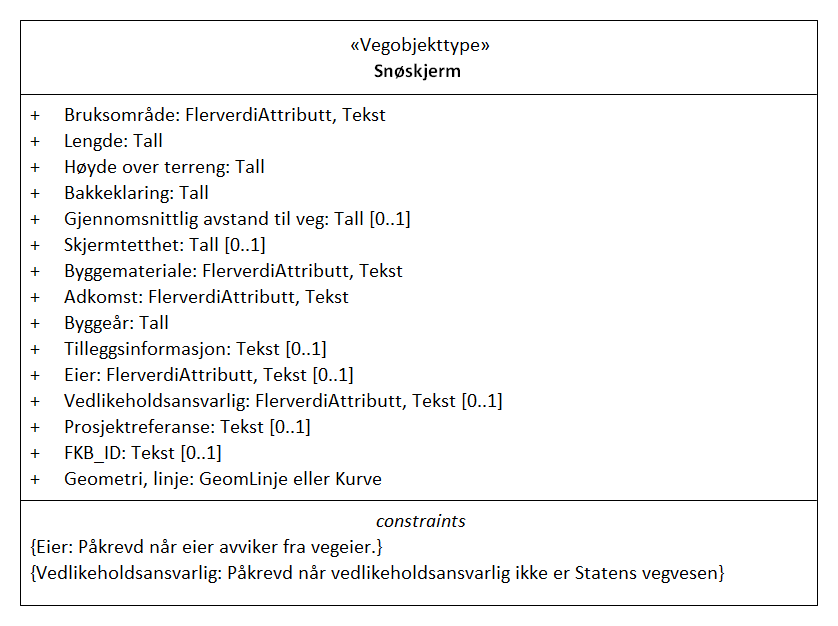 «Vegobjekttype»
Snøskjerm
+ Bruksområde: FlerverdiAttributt, Tekst
+ Lengde: Tall
+ Høyde over terreng: Tall
+ Bakkeklaring: Tall
+ Gjennomsnittlig avstand til veg: Tall [0..1]
+ Skjermtetthet: Tall [0..1]
+ Byggemateriale: FlerverdiAttributt, Tekst
+ Adkomst: FlerverdiAttributt, Tekst
+ Byggeår: Tall
+ Tilleggsinformasjon: Tekst [0..1]
+ Eier: FlerverdiAttributt, Tekst [0..1]
+ Vedlikeholdsansvarlig: FlerverdiAttributt, Tekst [0..1]
+ Prosjektreferanse: Tekst [0..1]
+ FKB_ID: Tekst [0..1]
+ Geometri, linje: GeomLinje eller Kurve
constraints
{Eier: Påkrevd når eier avviker fra vegeier.}
{Vedlikeholdsansvarlig: Påkrevd når vedlikeholdsansvarlig ikke er Statens vegvesen}